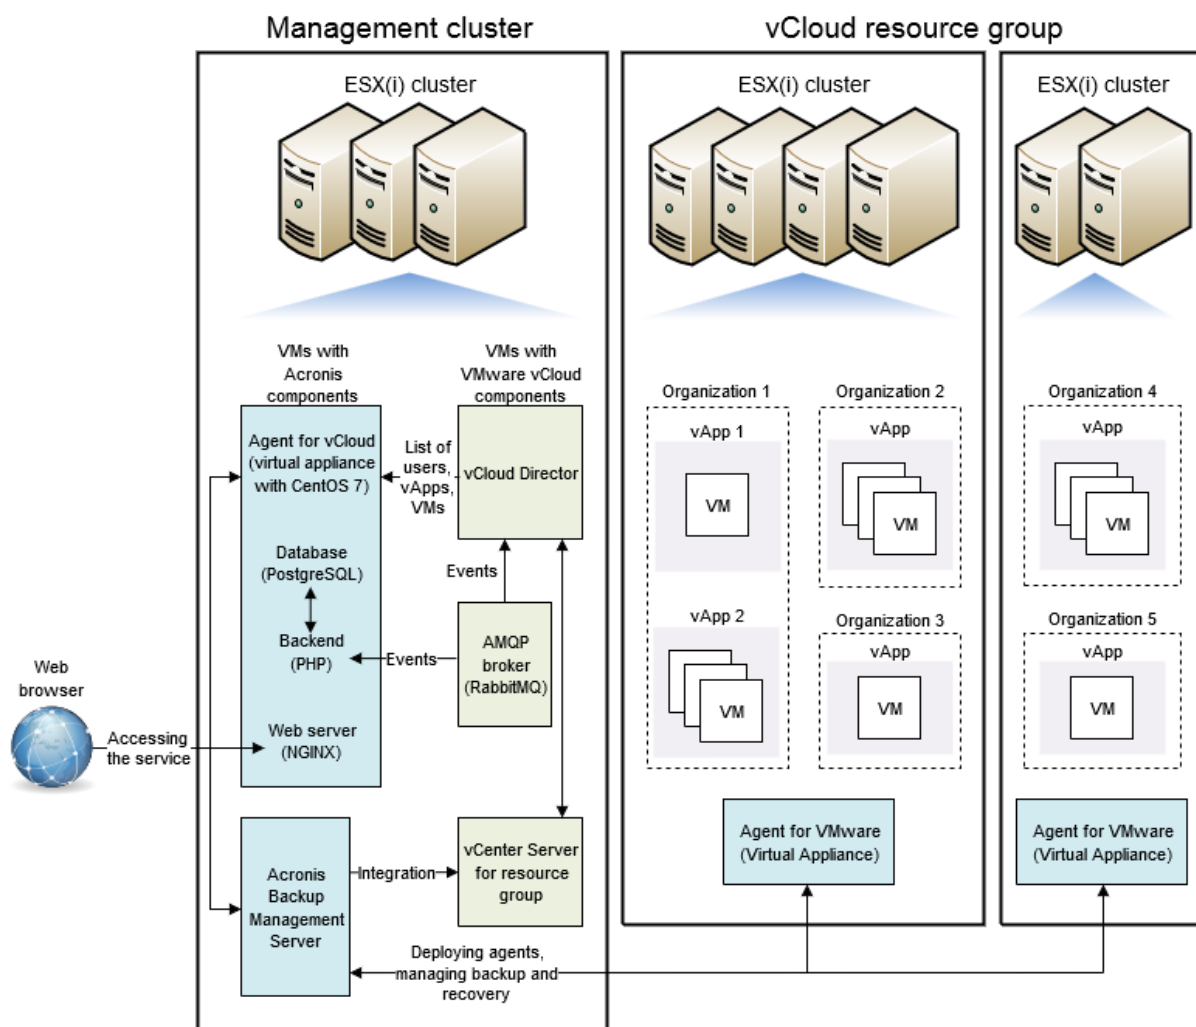 Management cluster
vCloud resource group
ESX(i) cluster
ESX(i) cluster
ESX(i) cluster
VMs with
Acronis
components
VMs with
VMware vCloud
components
Agent for vCloud
(virtual appliance
with CentOS 7)
List of
users,
vApps,
VMs
vCloud Director
Database
(PostgreSQL)
Events
Backend
(PHP)
Events
AMQP
broker
(RabbitMQ)
Web
browser
Accessing
the service
Web server
(NGINX)
Acronis
Backup
Management
Server
Integration
vCenter Server
for resource
group
Deploying agents,
managing backup and
recovery
Organization 1
vApp 1
VM
vApp 2
VM
Organization 2
vApp
VM
Organization 3
vApp
VM
Agent for VMware
(Virtual Appliance)
Organization 4
vApp
VM
Organization 5
vApp
VM
Agent for VMware
(Virtual Appliance)